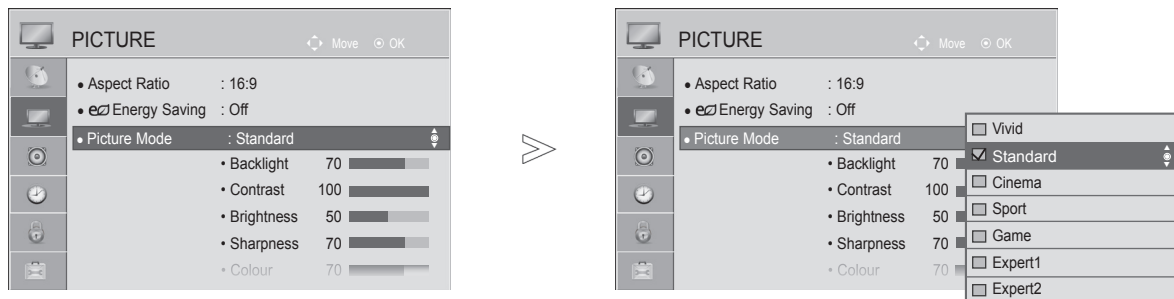 PICTURE
Move OK
• Aspect Ratio : 16:9
• Energy Saving : Off
• Picture Mode : Standard
• Backlight 70
• Contrast 100
• Brightness 50
• Sharpness 70
• Colour 70
PICTURE
Move OK
• Aspect Ratio : 16:9
• Energy Saving : Off
• Picture Mode : Standard
• Backlight 70
• Contrast 100
• Brightness 50
• Sharpness 70
• Colour 70
Vivid
Standard
Cinema
Sport
Game
Expert1
Expert2